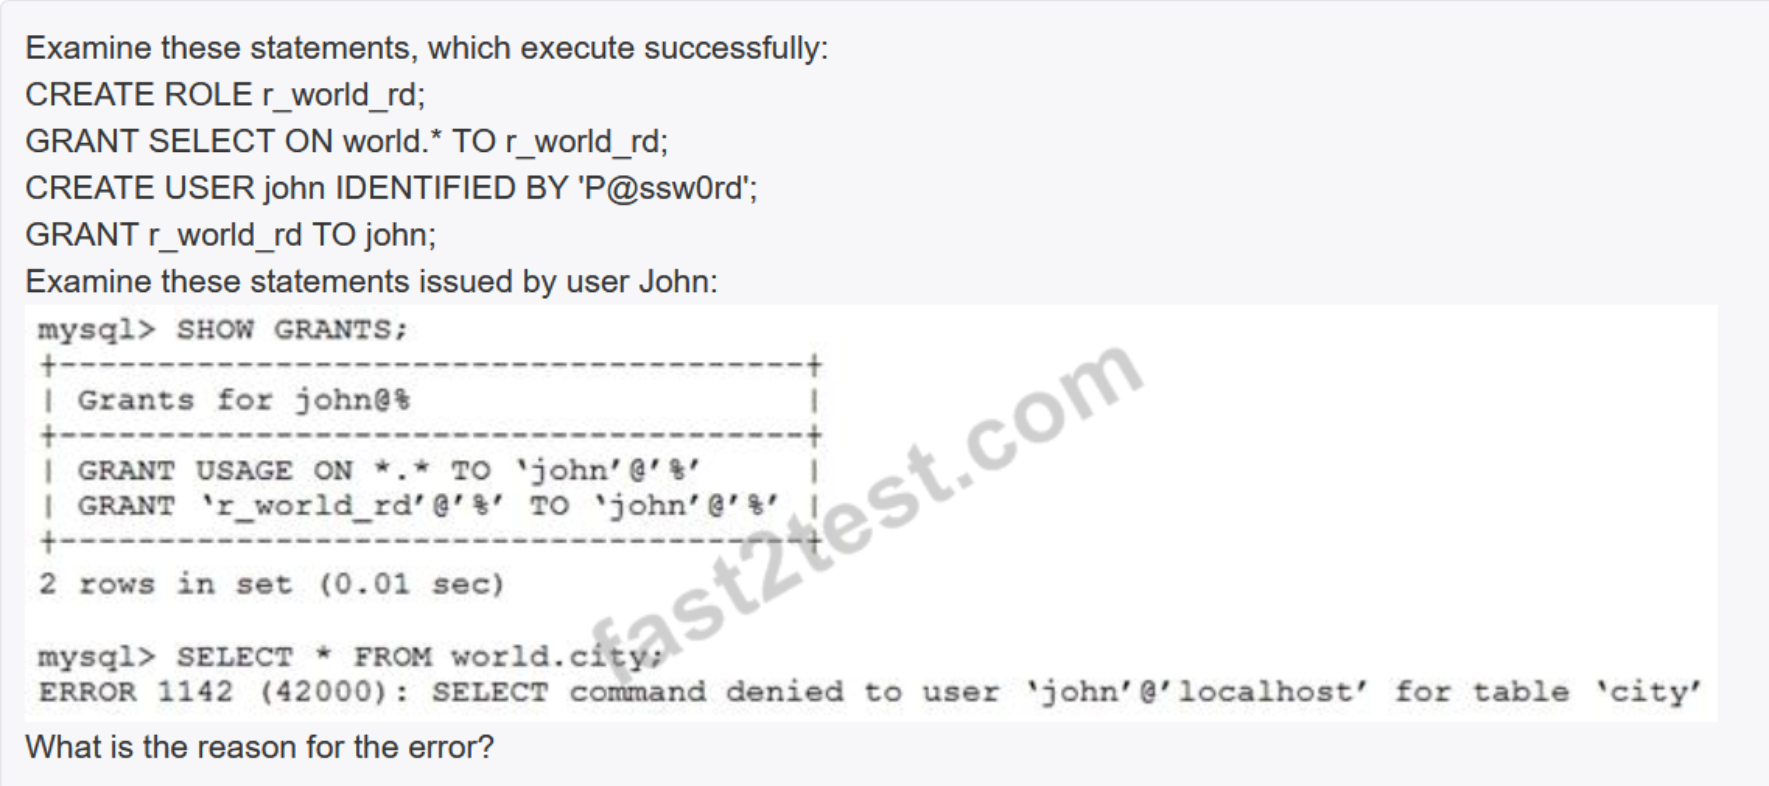 Examine these statements, which execute successfully:
CREATE ROLE r_world_rd;
GRANT SELECT ON world.* TO r_world_rd;
CREATE USER john IDENTIFIED BY 'P@ssw0rd';
GRANT r_world_rd TO john;
Examine these statements issued by user John:
mysql> SHOW GRANTS;
+--------------------------------------+
| Grants for john@% |
+--------------------------------------+
| GRANT USAGE ON *.* TO ‘john’@’%’ |
| GRANT ‘r_world_rd’@’%’ TO ‘john’@’%’ |
+--------------------------------------+
2 rows in set (0.01 sec)
mysql> SELECT * FROM world.city;
ERROR 1142 (42000): SELECT command denied to user ‘john’@’localhost’ for table ‘city’
fast2test.com
What is the reason for the error?